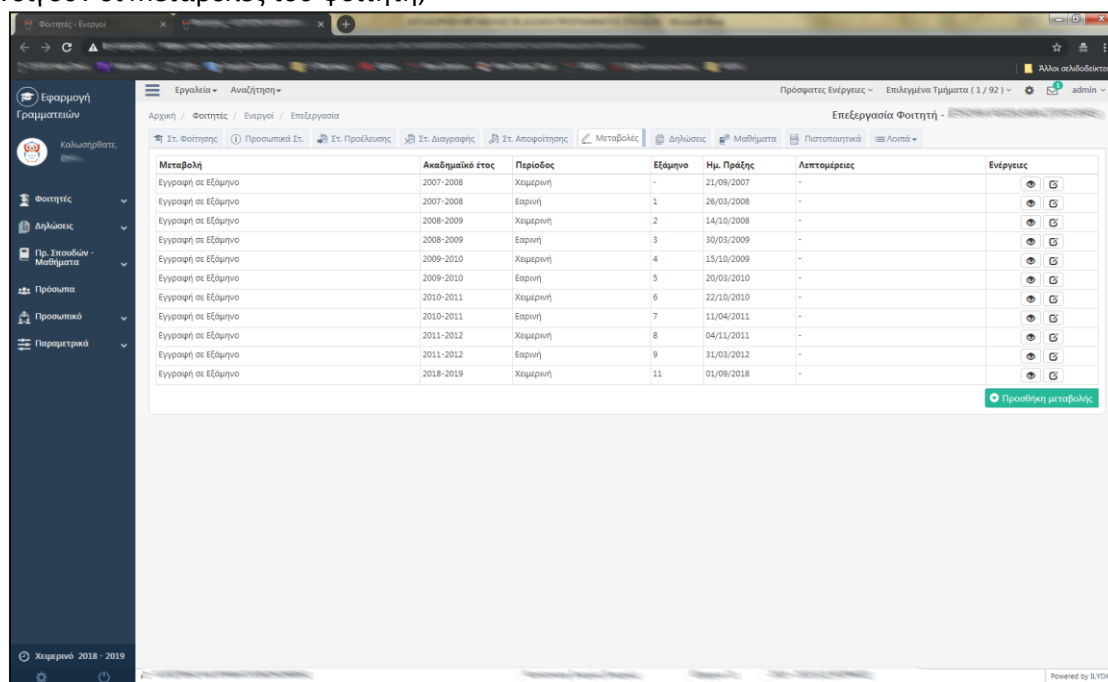 οι μεταβολές του φοιτητή,
Φοιτητές - Ενεργοί
Άλλοι σελιδοδείκτες
Εφαρμογή Γραμματειών
Εργαλεία Αναζήτηση
Πρόσφατες Ενέργειες Επιλεγμένα Τμήματα ( 1 / 92 ) 1 admin
Αρχική / Φοιτητές / Ενεργοί / Επεξεργασία
Επεξεργασία Φοιτητή -
Καλωσήρθατε,
Στ. Φοίτησης Προσωπικά Στ. Στ. Προέλευσης Στ. Διαγραφής Στ. Αποφοίτησης Μεταβολές Δηλώσεις Μαθήματα Πιστοποιητικά Λοιπά
Μεταβολή Ακαδημαϊκό έτος Περίοδος Εξάμηνο Ημ. Πράξης Λεπτομέρειες Ενέργειες
Εγγραφή σε Εξάμηνο 2007-2008 Χειμερινή - 21/09/2007 -
Εγγραφή σε Εξάμηνο 2007-2008 Εαρινή 1 26/03/2008 -
Εγγραφή σε Εξάμηνο 2008-2009 Χειμερινή 2 14/10/2008 -
Εγγραφή σε Εξάμηνο 2008-2009 Εαρινή 3 30/03/2009 -
Εγγραφή σε Εξάμηνο 2009-2010 Χειμερινή 4 15/10/2009 -
Εγγραφή σε Εξάμηνο 2009-2010 Εαρινή 5 20/03/2010 -
Εγγραφή σε Εξάμηνο 2010-2011 Χειμερινή 6 22/10/2010 -
Εγγραφή σε Εξάμηνο 2010-2011 Εαρινή 7 11/04/2011 -
Εγγραφή σε Εξάμηνο 2011-2012 Χειμερινή 8 04/11/2011 -
Εγγραφή σε Εξάμηνο 2011-2012 Εαρινή 9 31/03/2012 -
Εγγραφή σε Εξάμηνο 2018-2019 Χειμερινή 11 01/09/2018 -
Προσθήκη μεταβολής
Φοιτητές
Δηλώσεις
Πρ. Σπουδών -
Μαθήματα
Πρόσωπα
Προσωπικό
Παραμετρικά
Χειμερινό 2018 - 2019
Powered by ILYDA